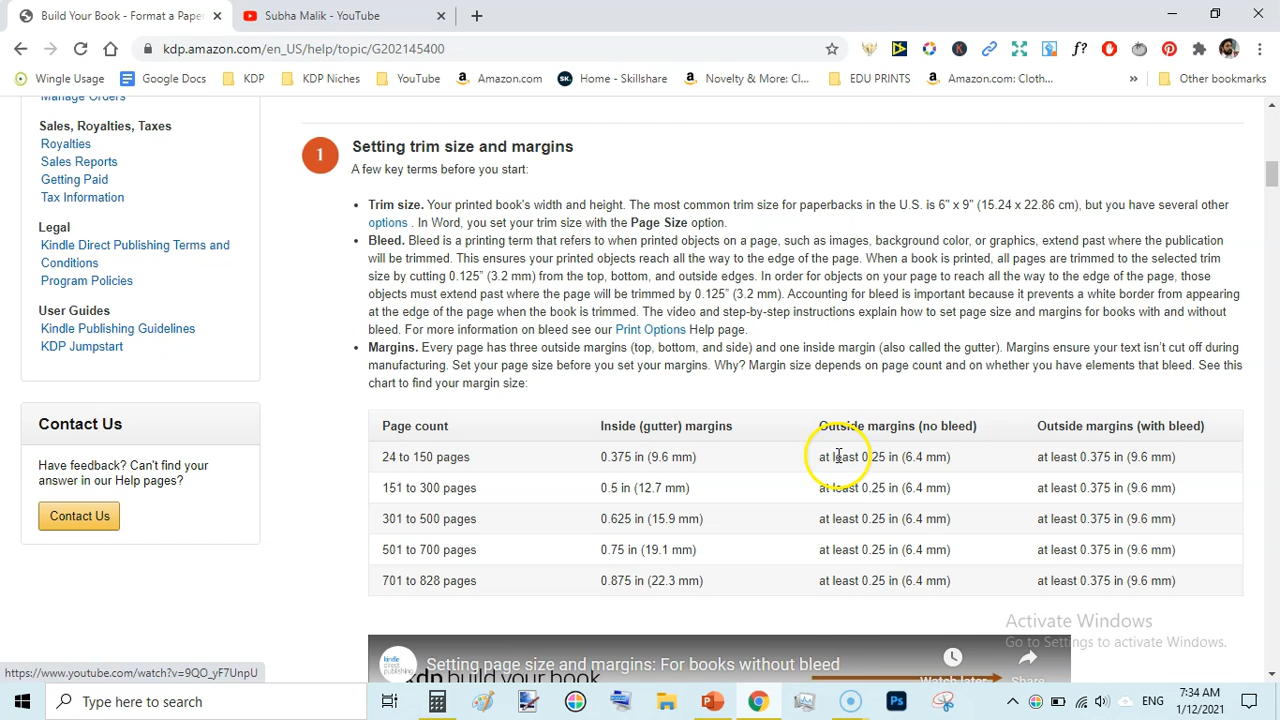 Build Your Book - Format a Paper
Subha Malik - YouTube
kdp.amazon.com/en_US/help/topic/G202145400
Wingle Usage
Google Docs
KDP
KDP Niches
YouTube
Amazon.com
Home - Skillshare
Novelty & More: Cl...
EDU PRINTS
Amazon.com: Cloth...
Other bookmarks
Manage Orders
Sales, Royalties, Taxes
Royalties
Sales Reports
Getting Paid
Tax Information
Legal
Kindle Direct Publishing Terms and
Conditions
Program Policies
User Guides
Kindle Publishing Guidelines
KDP Jumpstart
Contact Us
Have feedback? Can't find your
answer in our Help pages?
Contact Us
1
Setting trim size and margins
A few key terms before you start:
Trim size. Your printed book's width and height. The most common trim size for paperbacks in the U.S. is 6" x 9" (15.24 x 22.86 cm), but you have several other
options . In Word, you set your trim size with the Page Size option.
Bleed. Bleed is a printing term that refers to when printed objects on a page, such as images, background color, or graphics, extend past where the publication
will be trimmed. This ensures your printed objects reach all the way to the edge of the page. When a book is printed, all pages are trimmed to the selected trim
size by cutting 0.125" (3.2 mm) from the top, bottom, and outside edges. In order for objects on your page to reach all the way to the edge of the page, those
objects must extend past where the page will be trimmed by 0.125" (3.2 mm). Accounting for bleed is important because it prevents a white border from appearing
at the edge of the page when the book is trimmed. The video and step-by-step instructions explain how to set page size and margins for books with and without
bleed. For more information on bleed see our Print Options Help page.
Margins. Every page has three outside margins (top, bottom, and side) and one inside margin (also called the gutter). Margins ensure your text isn't cut off during
manufacturing. Set your page size before you set your margins. Why? Margin size depends on page count and on whether you have elements that bleed. See this
chart to find your margin size:
Page count Inside (gutter) margins Outside margins (no bleed) Outside margins (with bleed)
24 to 150 pages 0.375 in (9.6 mm) at least 0.25 in (6.4 mm) at least 0.375 in (9.6 mm)
151 to 300 pages 0.5 in (12.7 mm) at least 0.25 in (6.4 mm) at least 0.375 in (9.6 mm)
301 to 500 pages 0.625 in (15.9 mm) at least 0.25 in (6.4 mm) at least 0.375 in (9.6 mm)
501 to 700 pages 0.75 in (19.1 mm) at least 0.25 in (6.4 mm) at least 0.375 in (9.6 mm)
701 to 828 pages 0.875 in (22.3 mm) at least 0.25 in (6.4 mm) at least 0.375 in (9.6 mm)
Activate Windows
Go to Settings to activate Windows.
kindle direct publishing
Setting page size and margins: For books without bleed
Watch later
Share
kdp build your book
https://www.youtube.com/watch?v=9QO_yF7UnpU
Type here to search
ENG
7:34 AM
1/12/2021